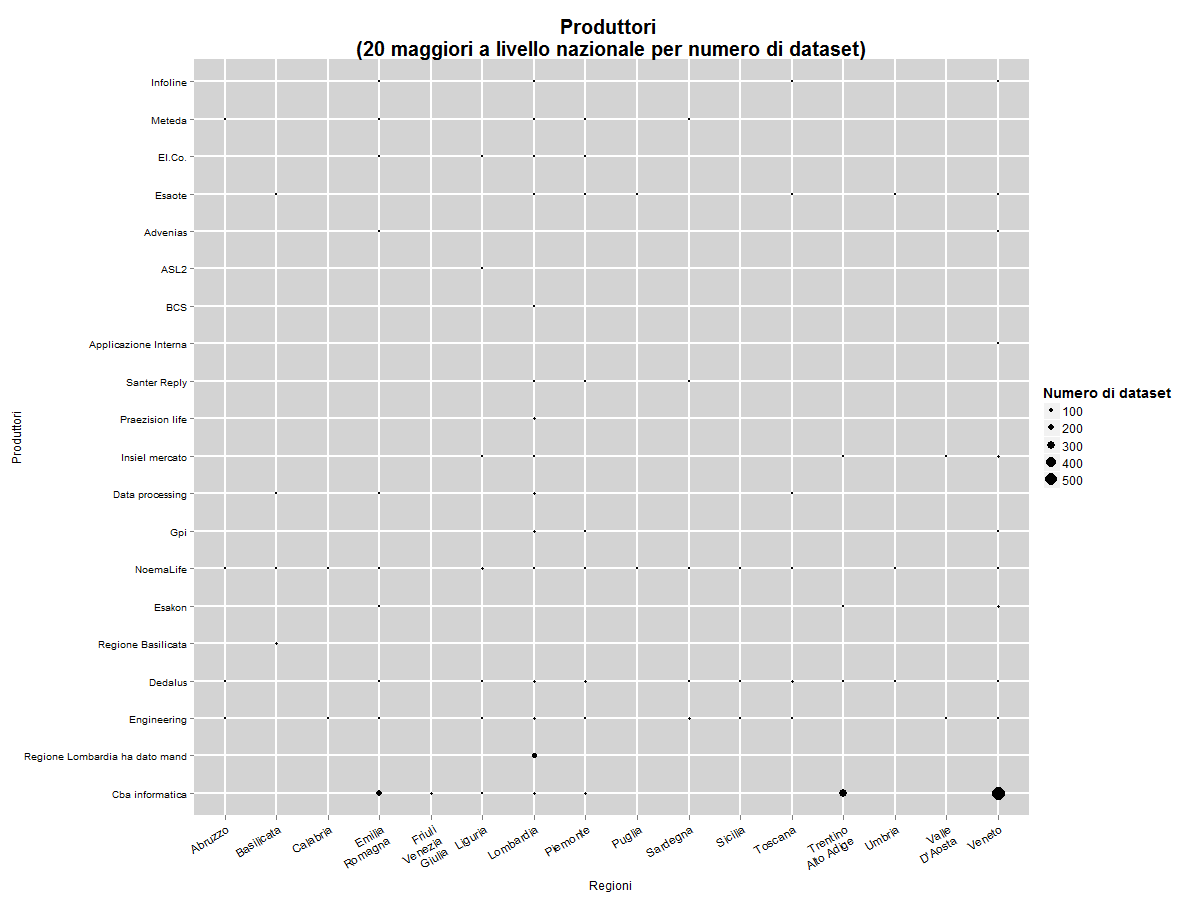 Produttori
(20 maggiori a livello nazionale per numero di dataset)
Infoline
Meteda
El.Co.
Esaote
Advenias
ASL2
BCS
Applicazione Interna
Santer Reply
Praezision life
Insiel mercato
Data processing
Gpi
NoemaLife
Esakon
Regione Basilicata
Dedalus
Engineering
Regione Lombardia ha dato mand
Cba informatica
Produttori
Abruzzo
Basilicata
Calabria
Emilia
Romagna
Friuli
Venezia
Giulia
Liguria
Lombardia
Piemonte
Puglia
Sardegna
Sicilia
Toscana
Trentino
Alto Adige
Umbria
Valle
D'Aosta
Veneto
Regioni
Numero di dataset
100
200
300
400
500